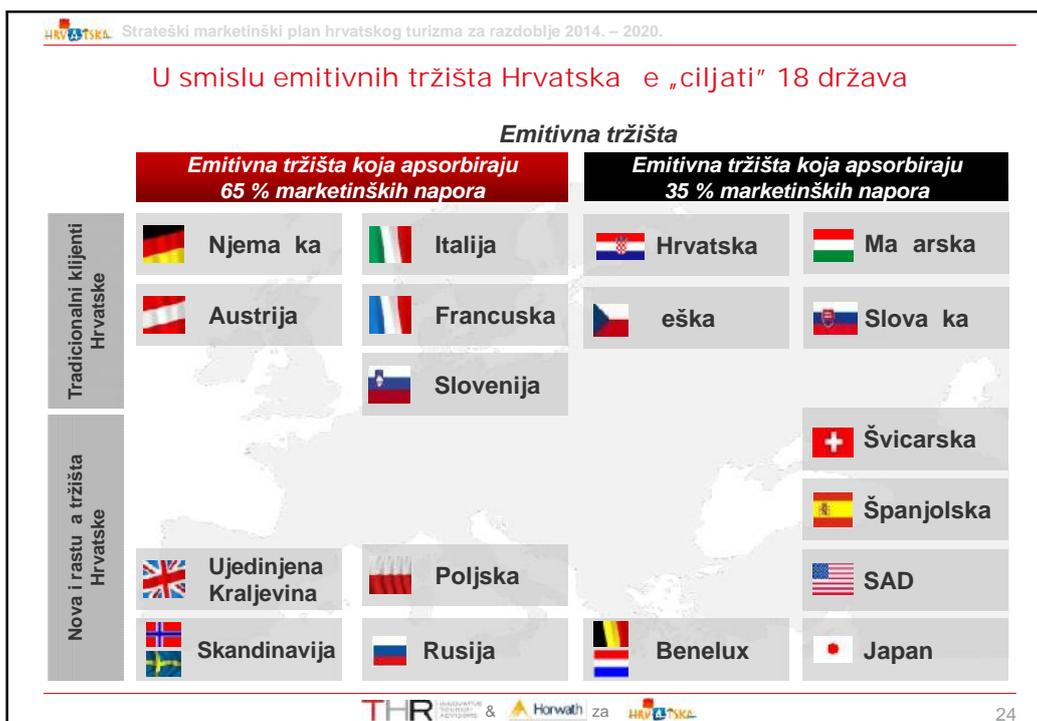 HRVATSKA Strateški marketinški plan hrvatskog turizma za razdoblje 2014. – 2020.
U smislu emitivnih tržišta Hrvatska e „ciljati" 18 država
Emitivna tržišta
Emitivna tržišta koja apsorbiraju
65 % marketinških napora
Emitivna tržišta koja apsorbiraju
35 % marketinških napora
Tradicionalni klijenti
Hrvatske
Njema ka
Italija
Hrvatska
Ma arska
Austrija
Francuska
eška
Slova ka
Slovenija
Nova i rastu a tržišta
Hrvatske
Švicarska
Španjolska
Ujedinjena
Kraljevina
Poljska
SAD
Skandinavija
Rusija
Benelux
Japan
THR INNOVATIVE
TOURISM
ADVISORS & Horwath za HRVATSKA
24